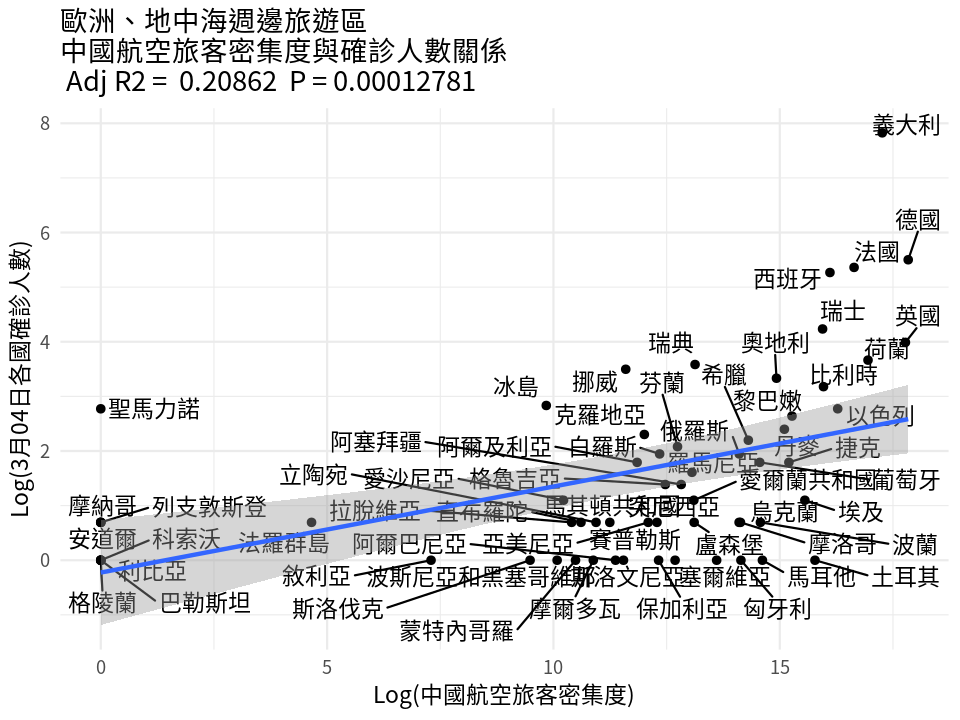 歐洲、地中海週邊旅遊區
中國航空旅客密集度與確診人數關係
Adj R2 = 0.20862 P = 0.00012781
Log(3月04日各國確診人數)
8
6
4
2
0
義大利
德國
法國
西班牙
瑞士
英國
瑞典
奧地利
荷蘭
冰島
挪威
芬蘭
希臘
比利時
聖馬力諾
克羅地亞
黎巴嫩
以色列
阿塞拜疆
阿爾及利亞
白羅斯
俄羅斯
丹麥
捷克
羅馬尼亞
立陶宛
愛沙尼亞
格魯吉亞
愛爾蘭共和國
葡萄牙
摩納哥
列支敦斯登
拉脫維亞
直布羅陀
馬其頓共和國
突尼西亞
烏克蘭
埃及
安道爾
科索沃
法羅群島
阿爾巴尼亞
亞美尼亞
賽普勒斯
盧森堡
摩洛哥
波蘭
利比亞
敘利亞
波斯尼亞和黑塞哥維那
斯洛文尼亞
塞爾維亞
馬耳他
土耳其
格陵蘭
巴勒斯坦
斯洛伐克
摩爾多瓦
保加利亞
匈牙利
蒙特內哥羅
0
5
10
15
Log(中國航空旅客密集度)